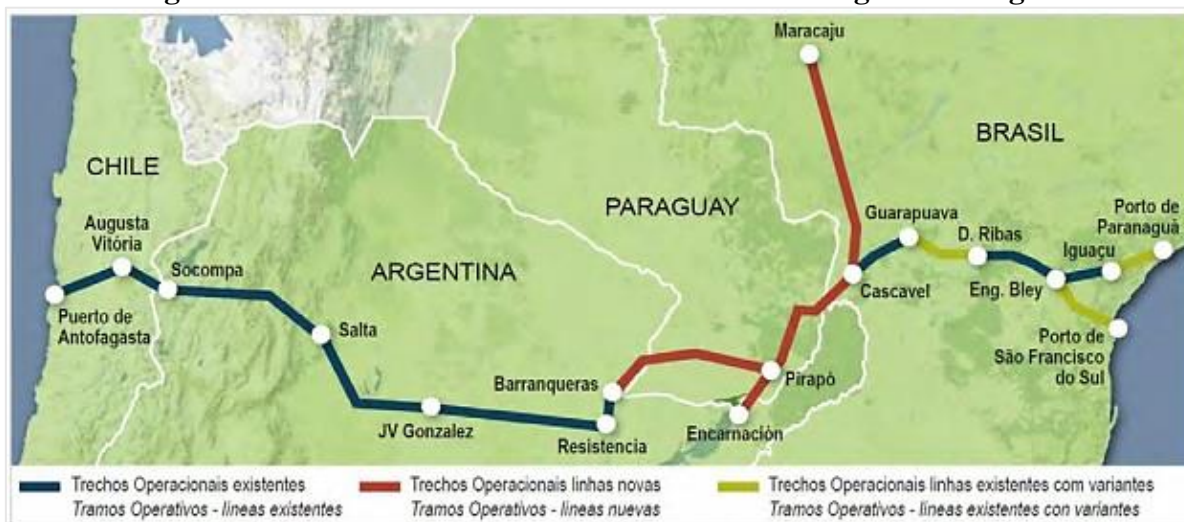 Maracaju
BRASIL
CHILE
PARAGUAY
Guarapuava
Porto de
Paranaguá
D. Ribas
Iguaçu
Augusta
Vitória
Socompa
ARGENTINA
Cascavel
Eng. Bley
Puerto de
Antofagasta
Salta
Porto de
São Francisco
do Sul
Barranqueras
Pirapó
JV Gonzalez
Resistencia
Encarnación
Trechos Operacionais existentes
Tramos Operativos - líneas existentes
Trechos Operacionais linhas novas
Tramos Operativos - líneas nuevas
Trechos Operacionais linhas existentes com variantes
Tramos Operativos - líneas existentes con variantes